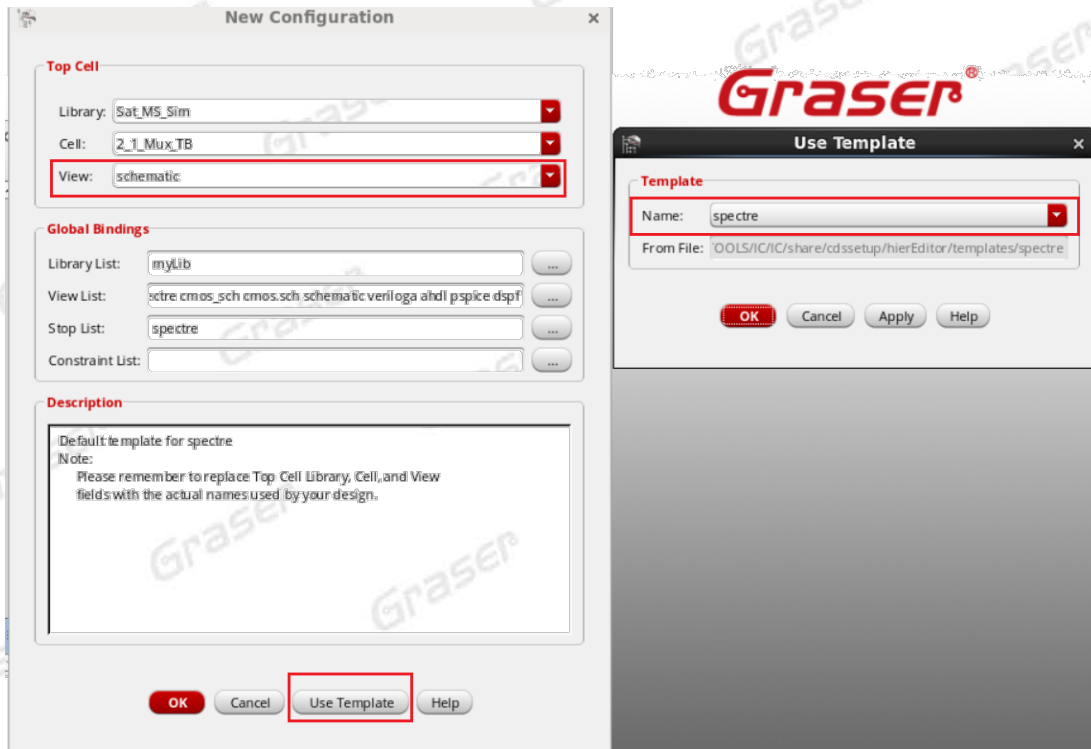 New Configuration
Top Cell
Library: Sat_MS_Sim
Cell: 2_1_Mux_TB
View: schematic
Global Bindings
Library List: myLib
View List: ectre cmos_sch cmos.sch schematic veriloga ahdl pspice dspf
Stop List: spectre
Constraint List:
Description
Default template for spectre
Note:
Please remember to replace Top Cell Library, Cell, and View
fields with the actual names used by your design.
OK Cancel Use Template Help
Graser®
Use Template
Template
Name: spectre
From File: 'OOLS/IC/IC/share/cdssetup/hierEditor/templates/spectre
OK Cancel Apply Help